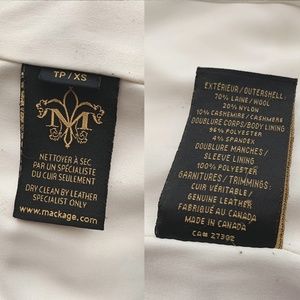 TP / XS
M
NETTOYER À SEC
PAR UN SPÉCIALISTE
DU CUIR SEULEMENT
DRY CLEAN BY LEATHER
SPECIALIST ONLY
www.mackage.com
EXTÉRIEUR/OUTERSHELL:
70% LAINE/WOOL
20% NYLON
10% CASHEMIRE/CASHMERE
DOUBLURE CORPS/BODY LINING
96% POLYESTER
4% SPANDEX
DOUBLURE MANCHES/
SLEEVE LINING
100% POLYESTER
GARNITURES/TRIMMINGS:
CUIR VÉRITABLE/
GENUINE LEATHER
FABRIQUÉ AU CANADA
MADE IN CANADA
CA# 27392